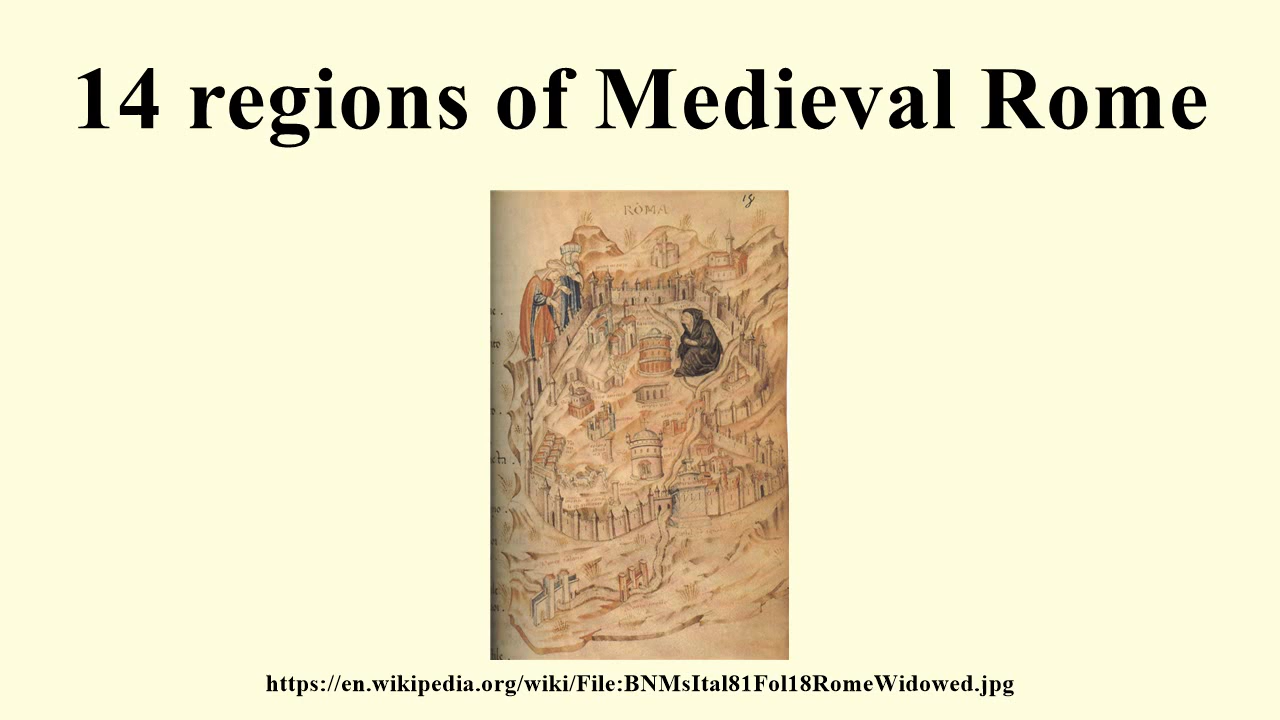 14 regions of Medieval Rome
ROMA
18
https://en.wikipedia.org/wiki/File:BNMsItal81Fol18RomeWidowed.jpg